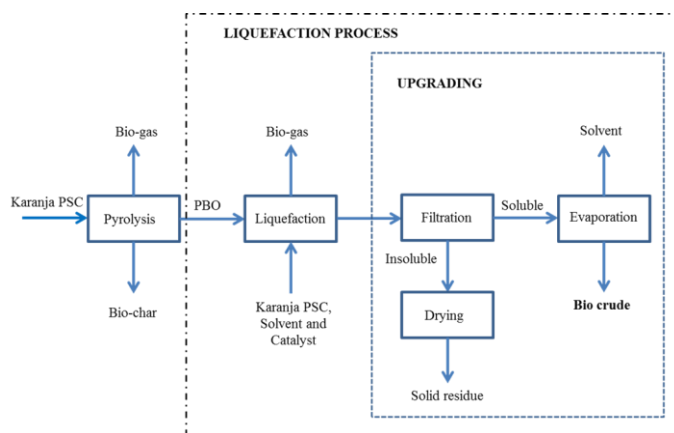 LIQUEFACTION PROCESS
UPGRADING
Bio-gas
Bio-gas
Solvent
Karanja PSC
Pyrolysis
PBO
Liquefaction
Filtration
Soluble
Evaporation
Insoluble
Bio-char
Karanja PSC,
Solvent and
Catalyst
Drying
Bio crude
Solid residue